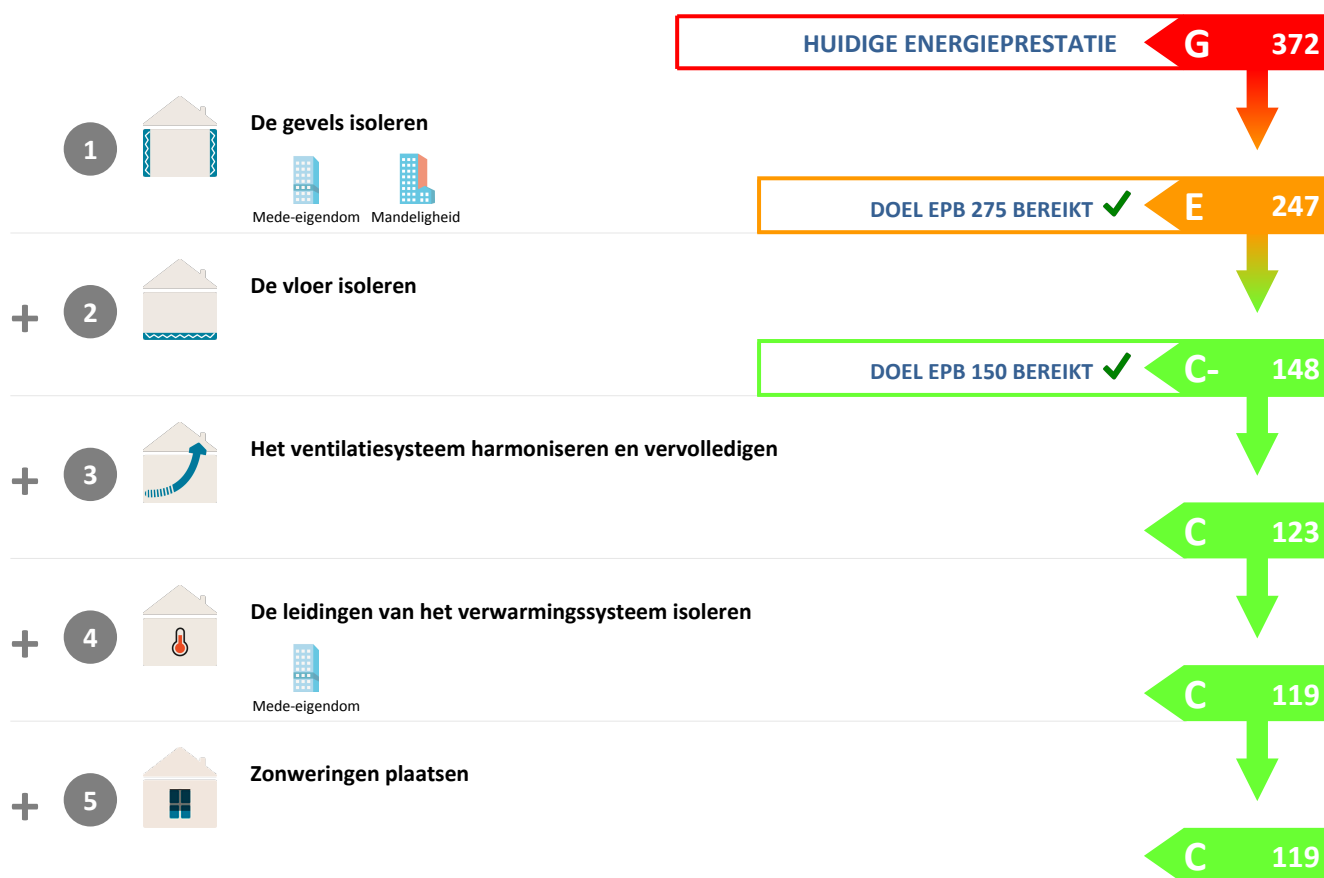 HUIDIGE ENERGIEPRESTATIE G 372
1 De gevels isoleren
Mede-eigendom Mandeligheid
DOEL EPB 275 BEREIKT ✔ E 247
+ 2 De vloer isoleren
DOEL EPB 150 BEREIKT ✔ C- 148
+ 3 Het ventilatiesysteem harmoniseren en vervolledigen
C 123
+ 4 De leidingen van het verwarmingssysteem isoleren
Mede-eigendom
C 119
+ 5 Zonweringen plaatsen
C 119